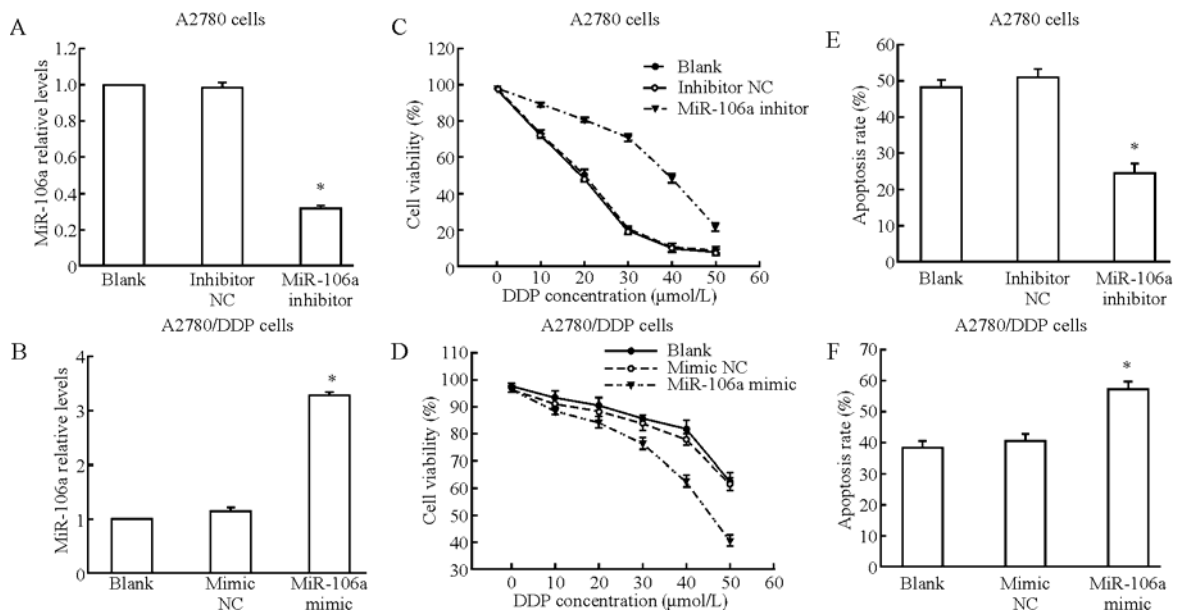 A
A2780 cells
MiR-106a relative levels
1.2
1.0
0.8
0.6
0.4
0.2
0
*
Blank
Inhibitor
NC
MiR-106a
inhibitor
C
A2780 cells
Cell viability (%)
120
100
80
60
40
20
0
Blank
Inhibitor NC
MiR-106a inhitor
0 10 20 30 40 50 60
DDP concentration (μmol/L)
E
A2780 cells
Apoptosis rate (%)
60
50
40
30
20
10
0
*
Blank
Inhibitor
NC
MiR-106a
inhibitor
B
A2780/DDP cells
MiR-106a relative levels
4
3
2
1
0
*
Blank
Mimic
NC
MiR-106a
mimic
D
A2780/DDP cells
Cell viability (%)
110
100
90
80
70
60
50
40
30
Blank
Mimic NC
MiR-106a mimic
0 10 20 30 40 50 60
DDP concentration (μmol/L)
F
A2780/DDP cells
Apoptosis rate (%)
70
60
50
40
30
20
10
0
*
Blank
Mimic
NC
MiR-106a
mimic